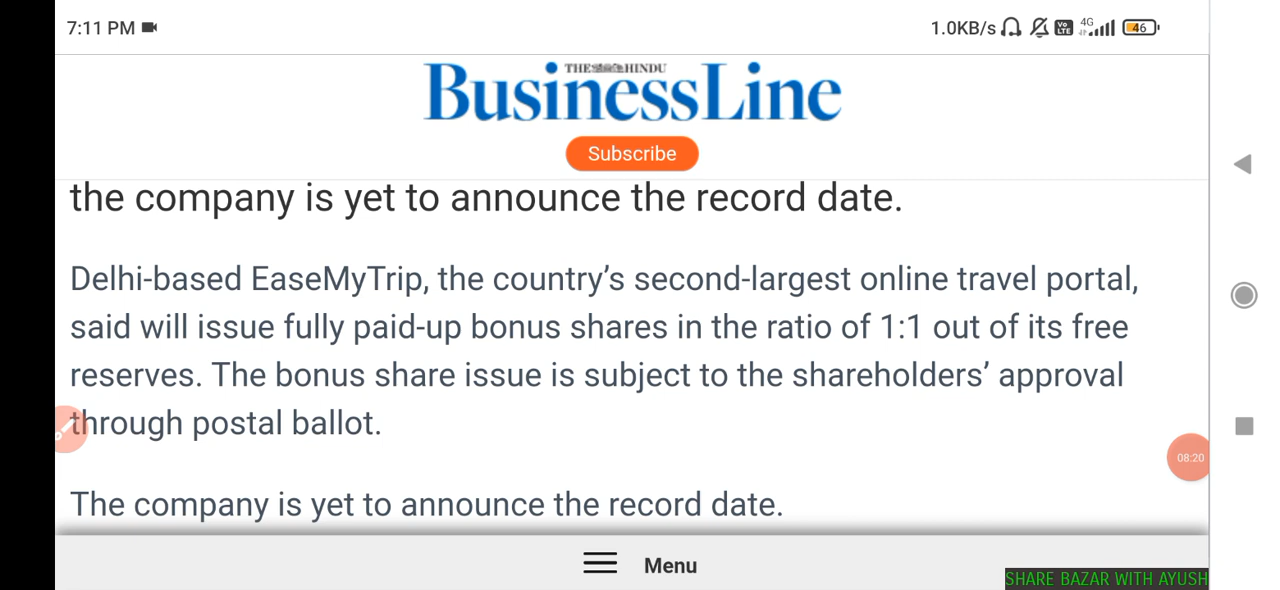 7:11 PM
1.0KB/s
Vo
LTE
4G
46
THE HINDU
BusinessLine
Subscribe
the company is yet to announce the record date.
Delhi-based EaseMyTrip, the country’s second-largest online travel portal,
said will issue fully paid-up bonus shares in the ratio of 1:1 out of its free
reserves. The bonus share issue is subject to the shareholders’ approval
through postal ballot.
08:20
The company is yet to announce the record date.
Menu
SHARE BAZAR WITH AYUSH